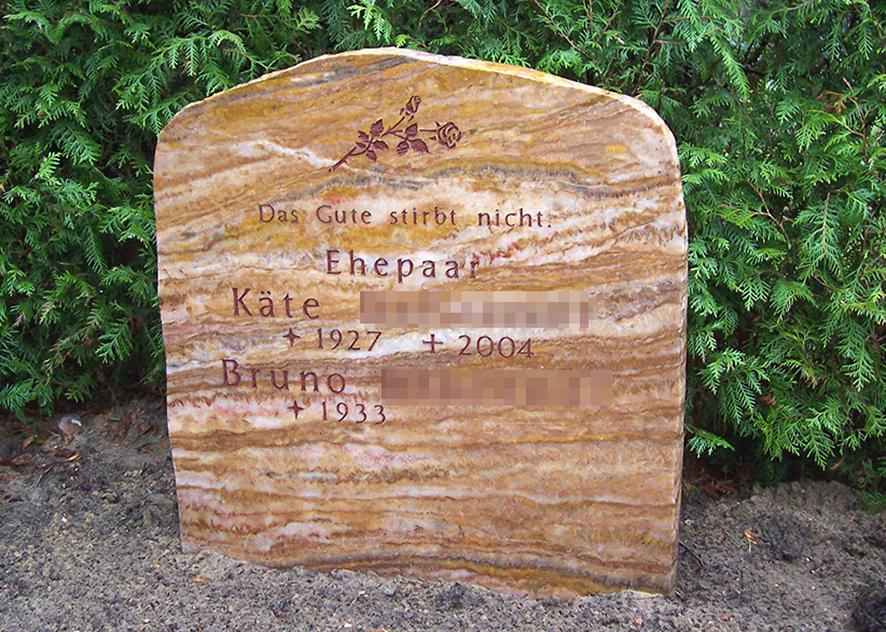 Das Gute stirbt nicht.
Ehepaar
Käte
✦ 1927 ✝ 2004
Bruno
✦ 1933